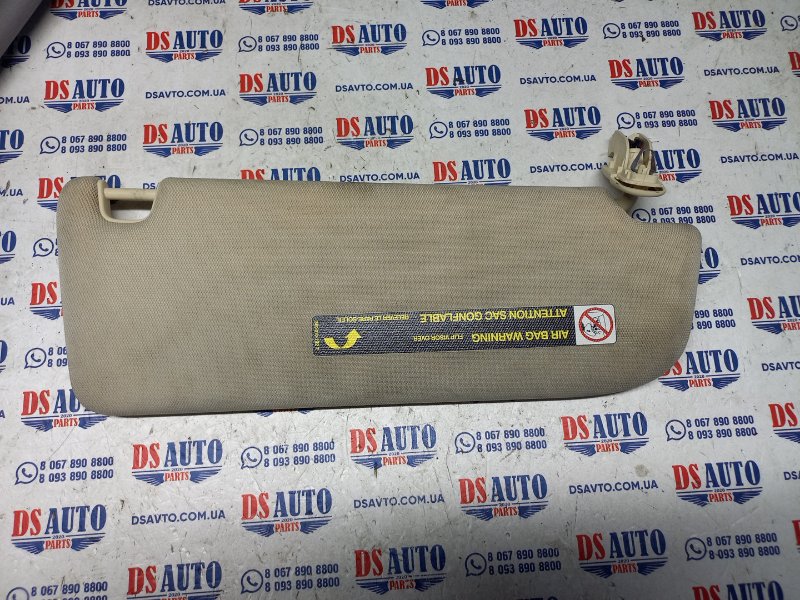 DS AUTO
2020
PARTS
8 067 890 8800
8 093 890 8800
DSAVTO.COM.UA
AIR BAG WARNING
FLIP VISOR OVER
ATTENTION SAC GONFLABLE